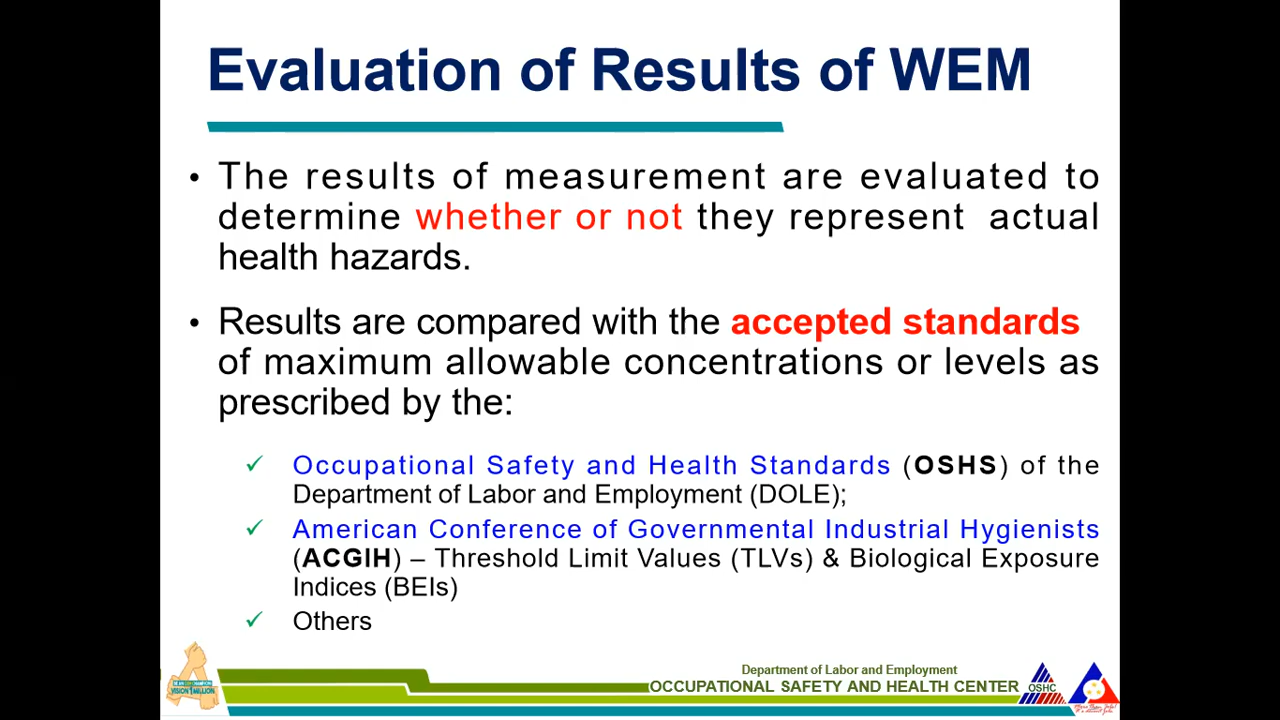 Evaluation of Results of WEM
• The results of measurement are evaluated to
determine whether or not they represent actual
health hazards.
• Results are compared with the accepted standards
of maximum allowable concentrations or levels as
prescribed by the:
✓ Occupational Safety and Health Standards (OSHS) of the
Department of Labor and Employment (DOLE);
✓ American Conference of Governmental Industrial Hygienists
(ACGIH) – Threshold Limit Values (TLVs) & Biological Exposure
Indices (BEIs)
✓ Others
VISION 1 MILLION
Department of Labor and Employment
OCCUPATIONAL SAFETY AND HEALTH CENTER
OSHC